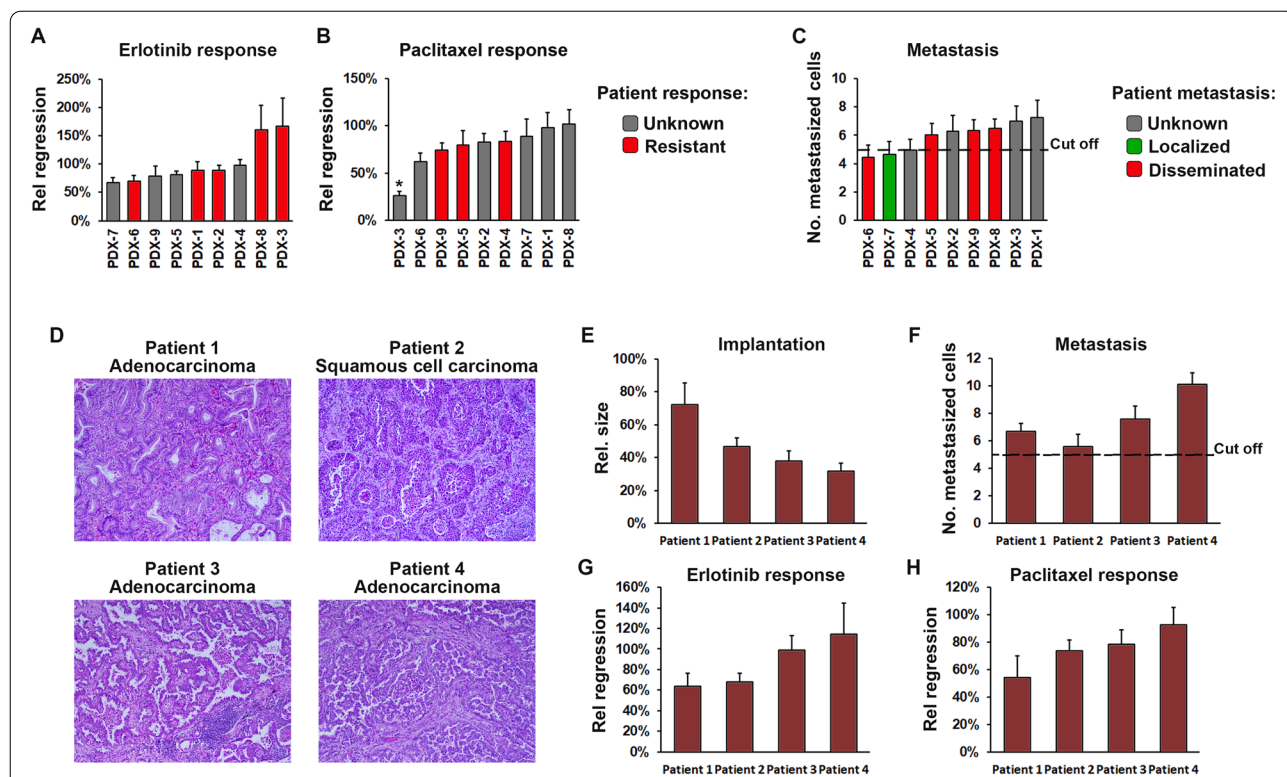 A
Erlotinib response
Rel regression
250%
200%
150%
100%
50%
0%
PDX-7
PDX-6
PDX-9
PDX-5
PDX-1
PDX-2
PDX-4
PDX-8
PDX-3
B
Paclitaxel response
150%
100%
50%
0%
*
PDX-3
PDX-6
PDX-9
PDX-5
PDX-2
PDX-4
PDX-7
PDX-1
PDX-8
Patient response:
Unknown
Resistant
C
Metastasis
No. metastasized cells
10
8
6
4
2
0
Cut off
PDX-6
PDX-7
PDX-4
PDX-5
PDX-2
PDX-9
PDX-8
PDX-3
PDX-1
Patient metastasis:
Unknown
Localized
Disseminated
D
Patient 1
Adenocarcinoma
Patient 2
Squamous cell carcinoma
Patient 3
Adenocarcinoma
Patient 4
Adenocarcinoma
E
Implantation
Rel. size
100%
80%
60%
40%
20%
0%
Patient 1 Patient 2 Patient 3 Patient 4
F
Metastasis
No. metastasized cells
12
10
8
6
4
2
0
Cut off
Patient 1 Patient 2 Patient 3 Patient 4
G
Erlotinib response
Rel regression
160%
140%
120%
100%
80%
60%
40%
20%
0%
Patient 1 Patient 2 Patient 3 Patient 4
H
Paclitaxel response
Rel regression
120%
100%
80%
60%
40%
20%
0%
Patient 1 Patient 2 Patient 3 Patient 4